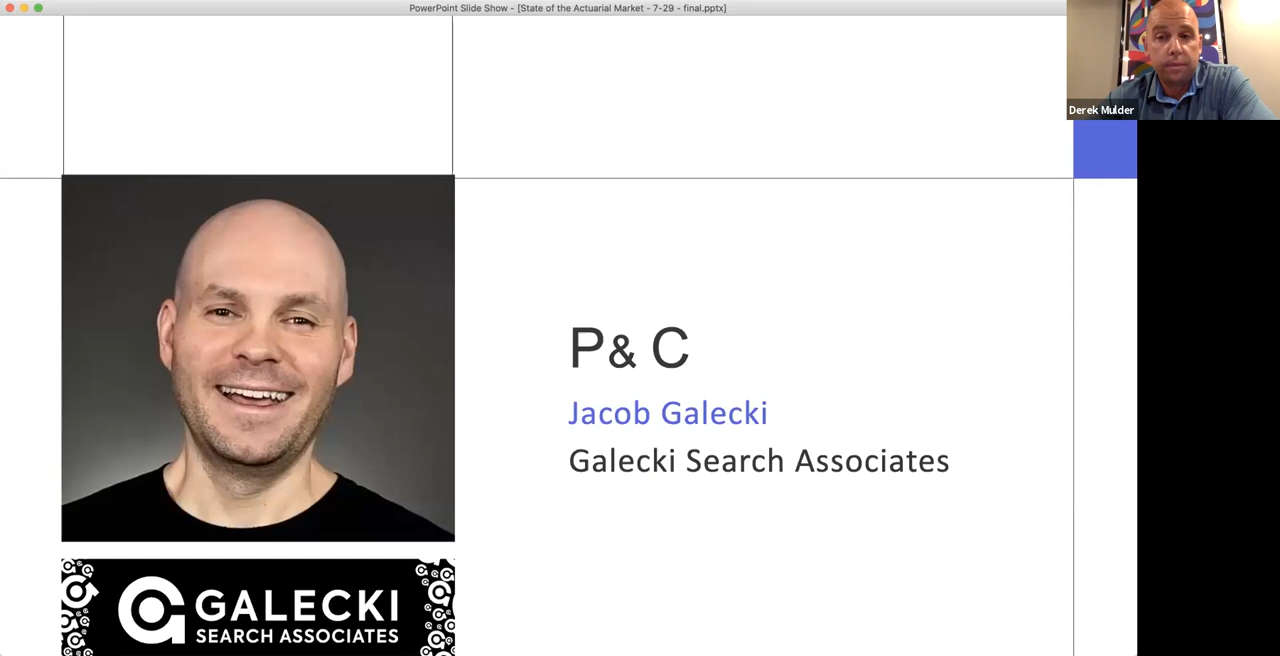 PowerPoint Slide Show - [State of the Actuarial Market - 7-29 - final.pptx]
Derek Mulder
P& C
Jacob Galecki
Galecki Search Associates
GALECKI
SEARCH ASSOCIATES